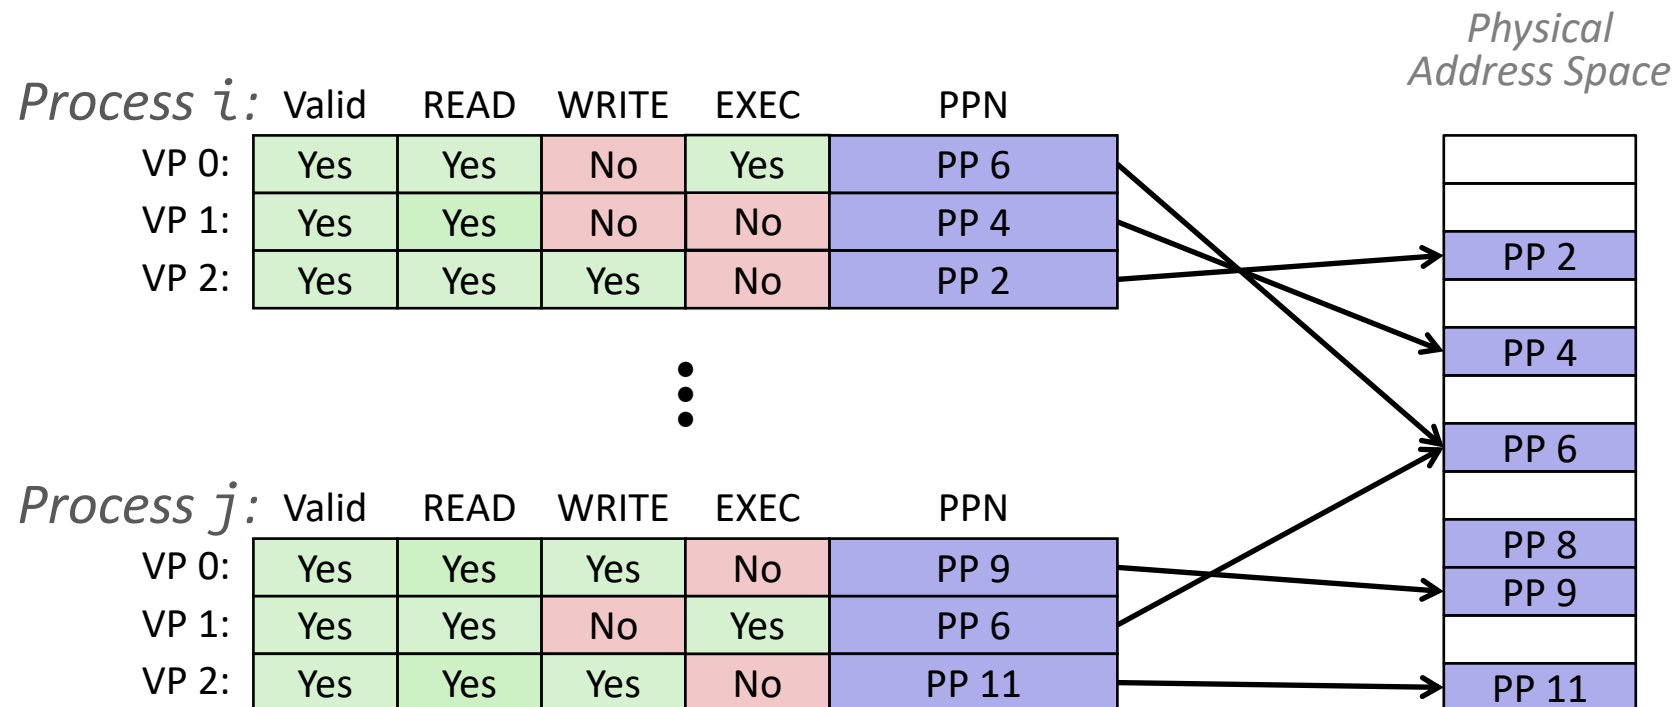 Physical
Address Space
Process i: Valid READ WRITE EXEC PPN
VP 0: Yes Yes No Yes PP 6
VP 1: Yes Yes No No PP 4
VP 2: Yes Yes Yes No PP 2
PP 2
PP 4
PP 6
Process j: Valid READ WRITE EXEC PPN
VP 0: Yes Yes Yes No PP 9
VP 1: Yes Yes No Yes PP 6
VP 2: Yes Yes Yes No PP 11
PP 8
PP 9
PP 11